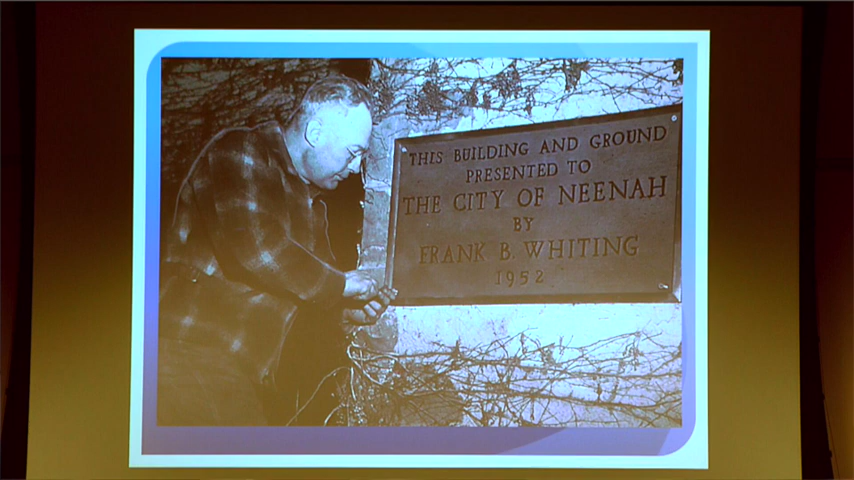 THIS BUILDING AND GROUND
PRESENTED TO
THE CITY OF NEENAH
BY
FRANK B. WHITING
1952